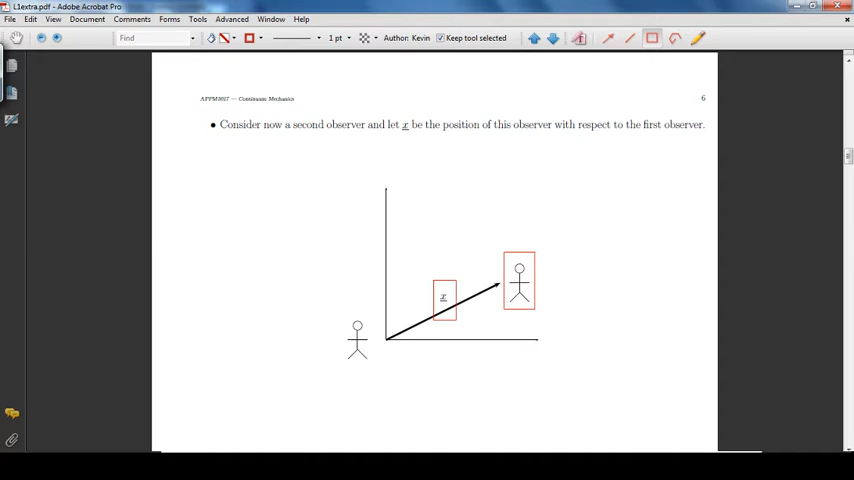 L1extra.pdf - Adobe Acrobat Pro
File Edit View Document Comments Forms Tools Advanced Window Help
Find 1 pt Author: Kevin Keep tool selected
APPM3017 — Continuum Mechanics 6
• Consider now a second observer and let x be the position of this observer with respect to the first observer.
x